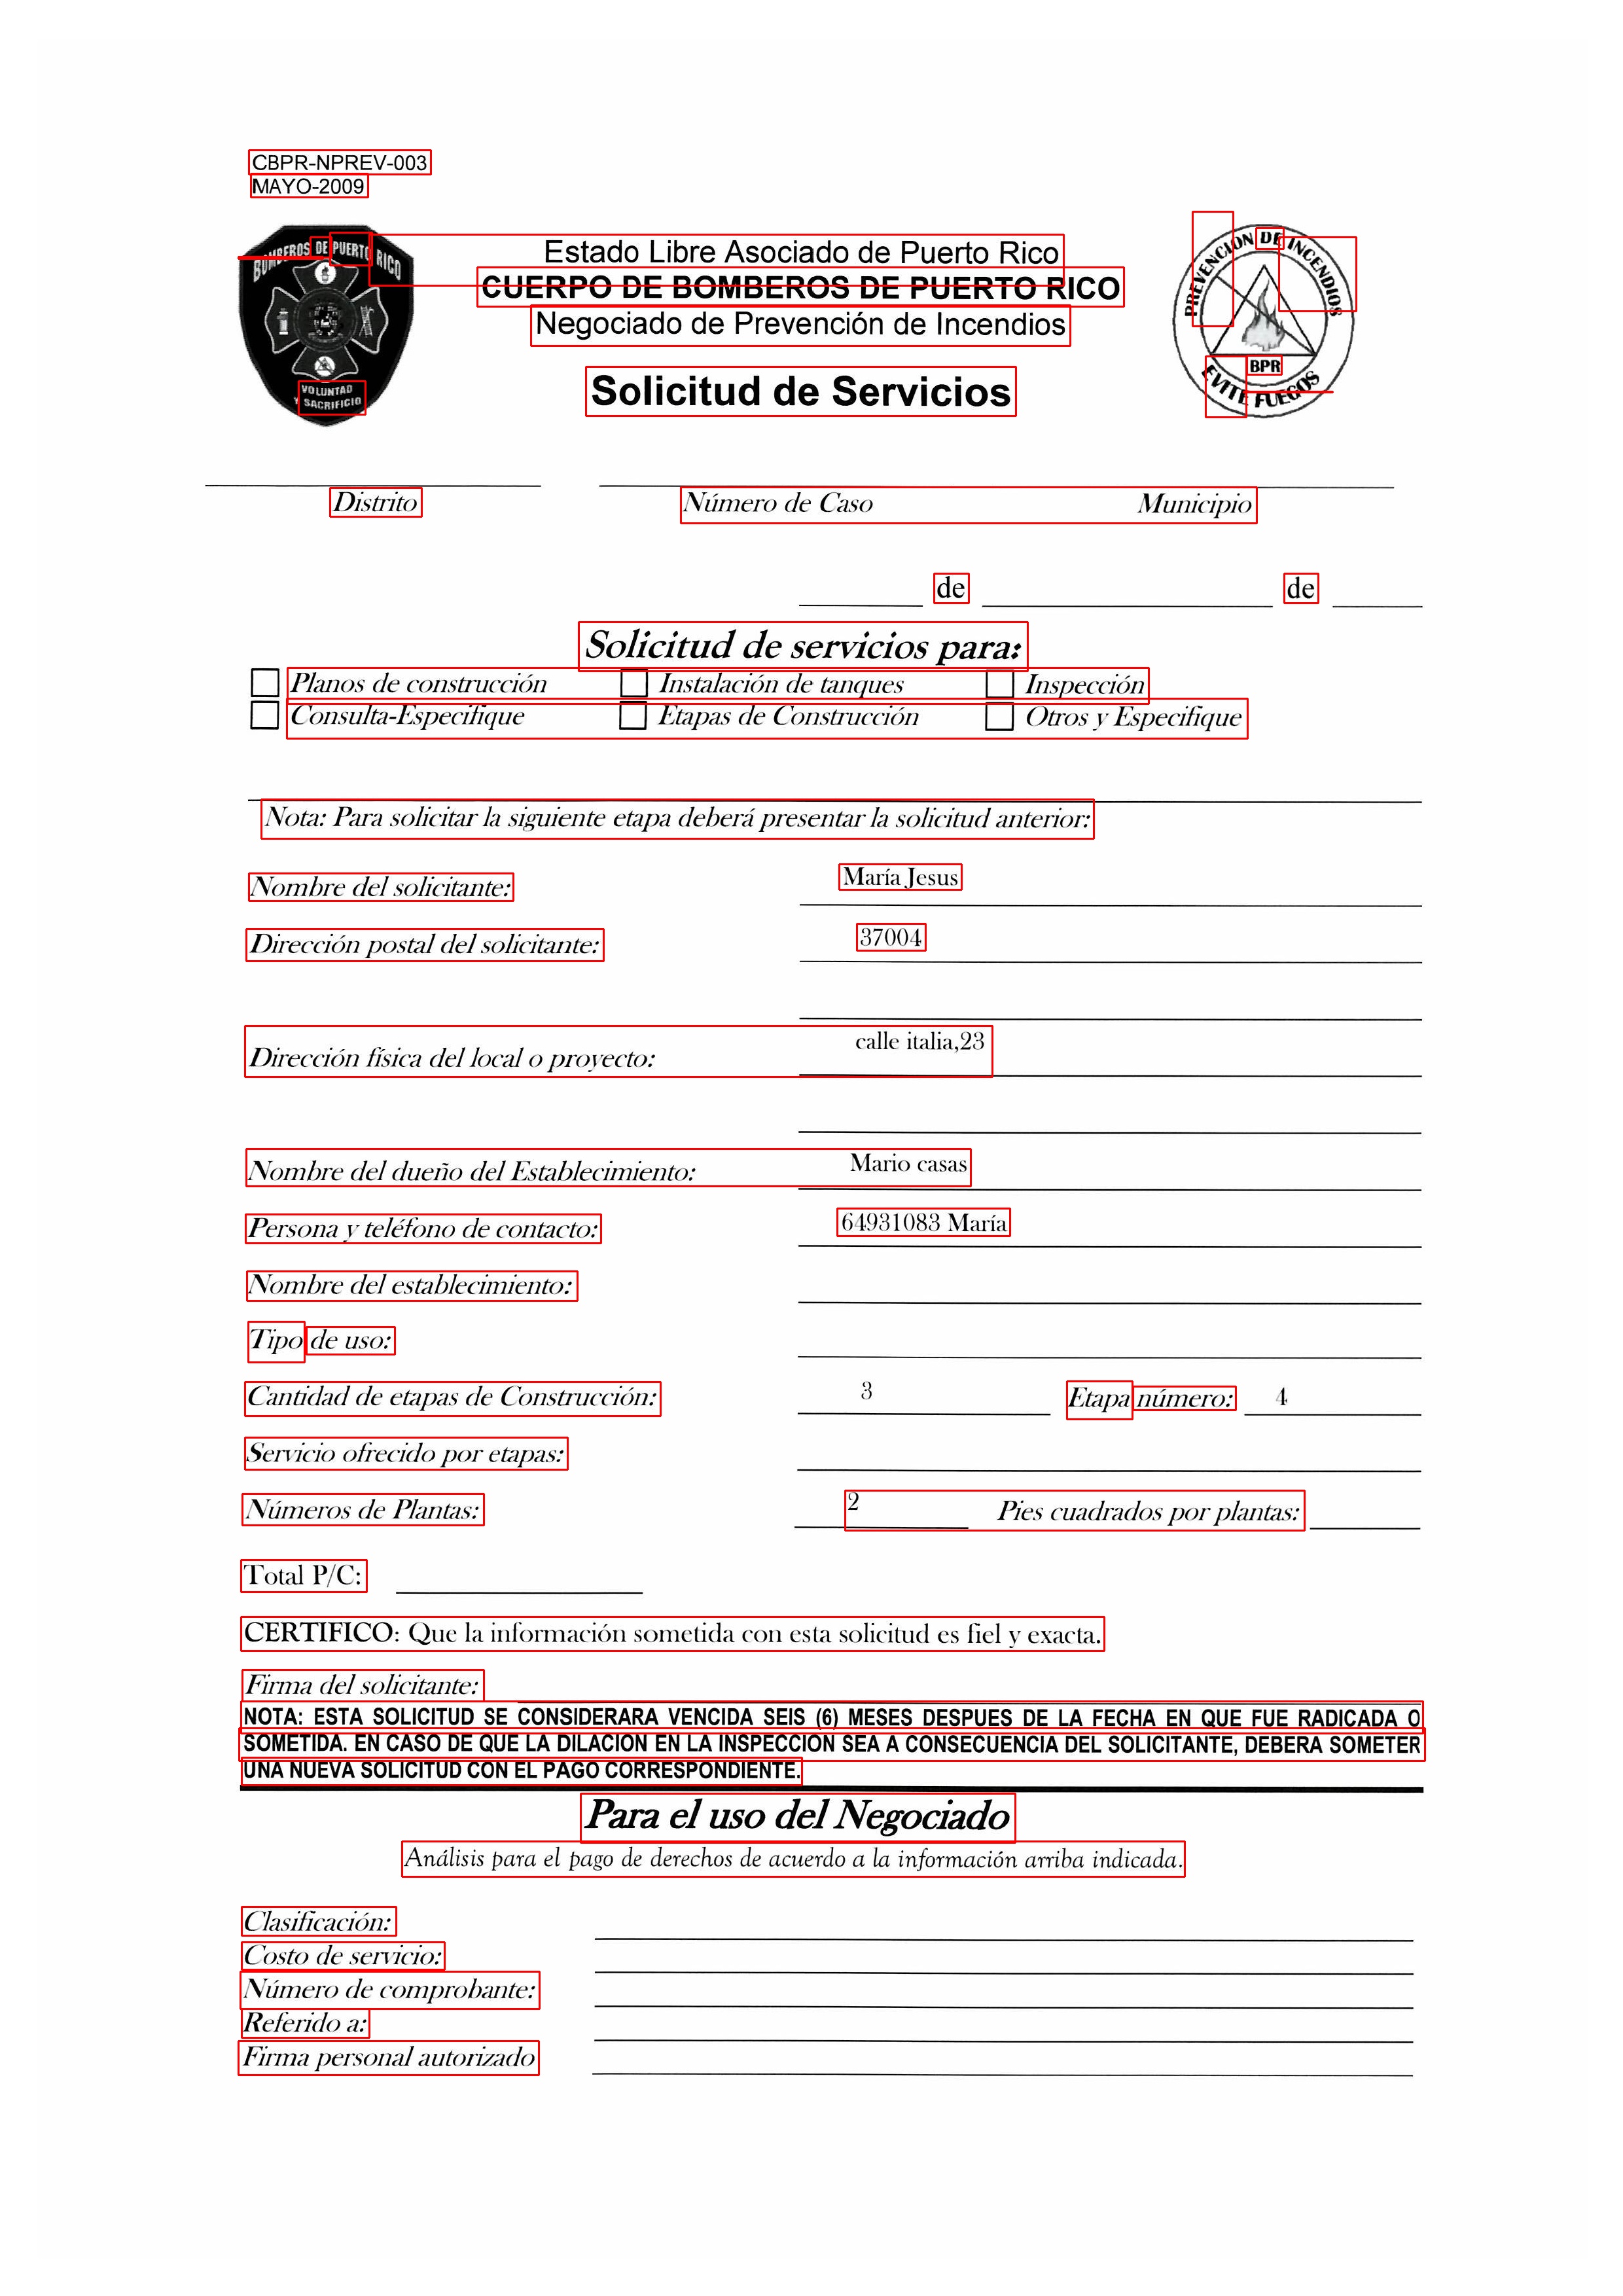 CBPR-NPREV-003
MAYO-2009
BOMBEROS DE PUERTO RICO
VOLUNTAD
Y SACRIFICIO
Estado Libre Asociado de Puerto Rico
CUERPO DE BOMBEROS DE PUERTO RICO
Negociado de Prevención de Incendios
Solicitud de Servicios
PREVENCION DE INCENDIOS
BPR
EVITE FUEGOS
Distrito Número de Caso Municipio
de de
Solicitud de servicios para:
Planos de construcción Instalación de tanques Inspección
Consulta-Especifique Etapas de Construcción Otros y Especifique
Nota: Para solicitar la siguiente etapa deberá presentar la solicitud anterior:
Nombre del solicitante: María Jesus
Dirección postal del solicitante: 37004
Dirección física del local o proyecto: calle italia,23
Nombre del dueño del Establecimiento: Mario casas
Persona y teléfono de contacto: 64931083 María
Nombre del establecimiento:
Tipo de uso:
Cantidad de etapas de Construcción: 3 Etapa número: 4
Servicio ofrecido por etapas:
Números de Plantas: 2 Pies cuadrados por plantas:
Total P/C:
CERTIFICO: Que la información sometida con esta solicitud es fiel y exacta.
Firma del solicitante:
NOTA: ESTA SOLICITUD SE CONSIDERARA VENCIDA SEIS (6) MESES DESPUES DE LA FECHA EN QUE FUE RADICADA O
SOMETIDA. EN CASO DE QUE LA DILACION EN LA INSPECCION SEA A CONSECUENCIA DEL SOLICITANTE, DEBERA SOMETER
UNA NUEVA SOLICITUD CON EL PAGO CORRESPONDIENTE.
Para el uso del Negociado
Análisis para el pago de derechos de acuerdo a la información arriba indicada.
Clasificación:
Costo de servicio:
Número de comprobante:
Referido a:
Firma personal autorizado